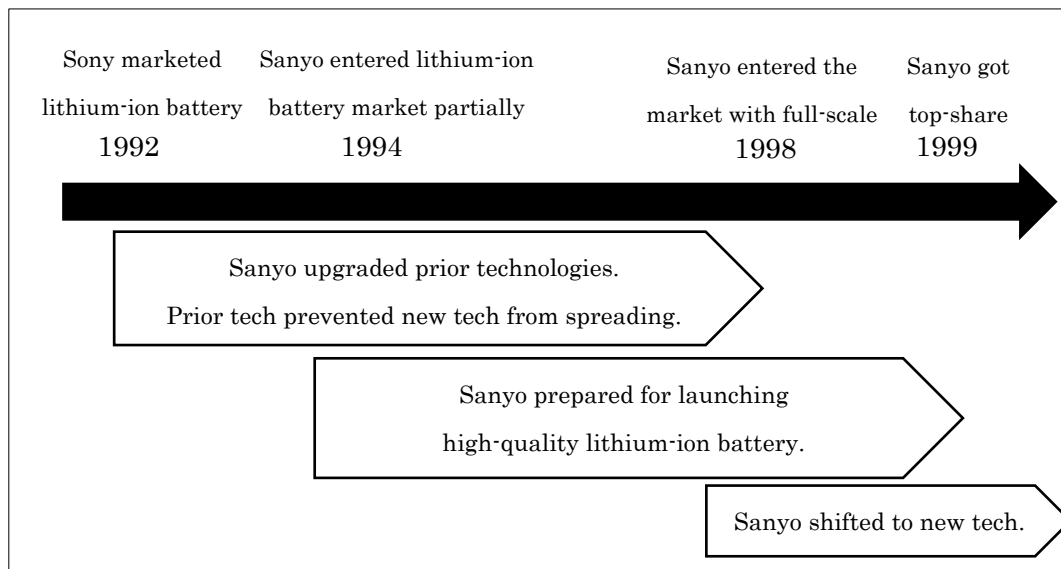 Sony marketed
lithium-ion battery
1992
Sanyo entered lithium-ion
battery market partially
1994
Sanyo entered the
market with full-scale
1998
Sanyo got
top-share
1999
Sanyo upgraded prior technologies.
Prior tech prevented new tech from spreading.
Sanyo prepared for launching
high-quality lithium-ion battery.
Sanyo shifted to new tech.